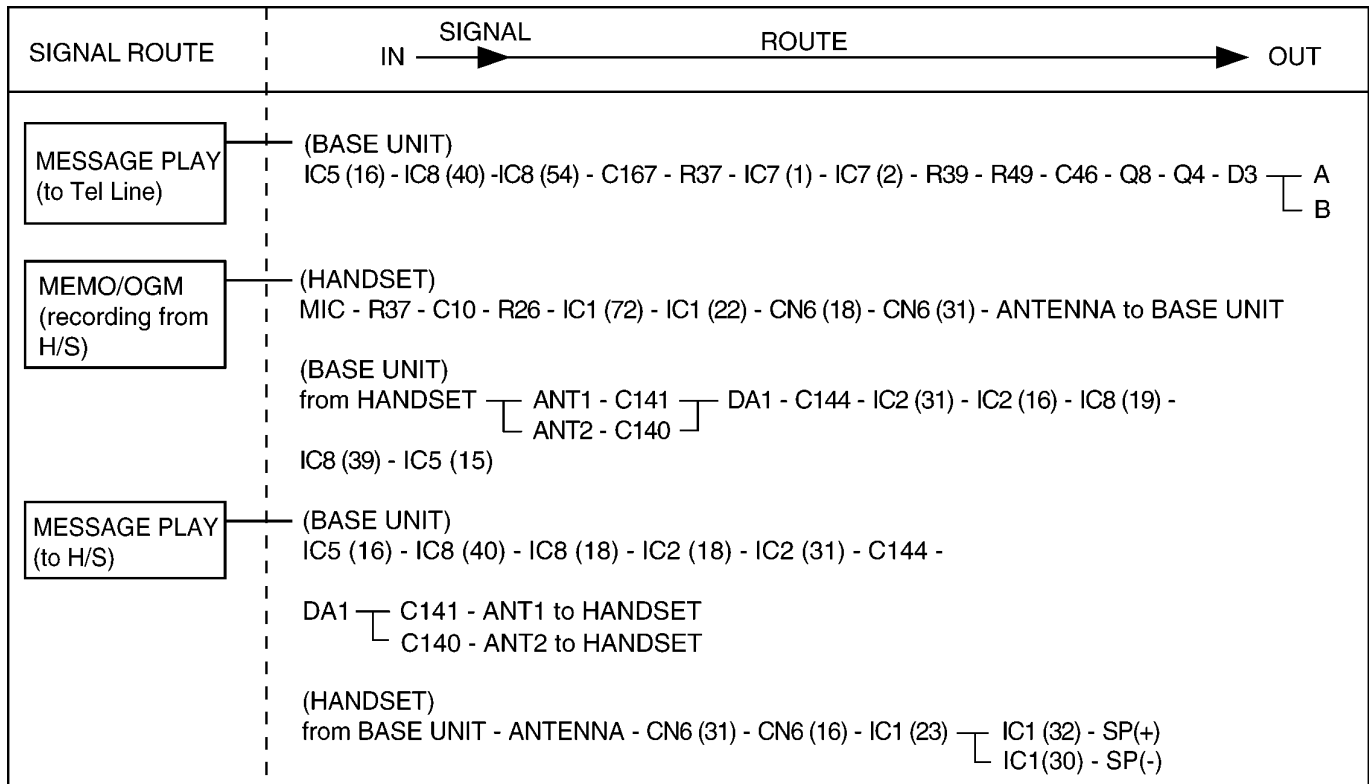 SIGNAL ROUTE
IN SIGNAL ROUTE OUT
MESSAGE PLAY
(to Tel Line)
(BASE UNIT)
IC5 (16) - IC8 (40) -IC8 (54) - C167 - R37 - IC7 (1) - IC7 (2) - R39 - R49 - C46 - Q8 - Q4 - D3 A
B
MEMO/OGM
(recording from
H/S)
(HANDSET)
MIC - R37 - C10 - R26 - IC1 (72) - IC1 (22) - CN6 (18) - CN6 (31) - ANTENNA to BASE UNIT
(BASE UNIT)
from HANDSET ANT1 - C141 DA1 - C144 - IC2 (31) - IC2 (16) - IC8 (19) -
ANT2 - C140
IC8 (39) - IC5 (15)
MESSAGE PLAY
(to H/S)
(BASE UNIT)
IC5 (16) - IC8 (40) - IC8 (18) - IC2 (18) - IC2 (31) - C144 -
DA1 C141 - ANT1 to HANDSET
C140 - ANT2 to HANDSET
(HANDSET)
from BASE UNIT - ANTENNA - CN6 (31) - CN6 (16) - IC1 (23) IC1 (32) - SP(+)
IC1(30) - SP(-)